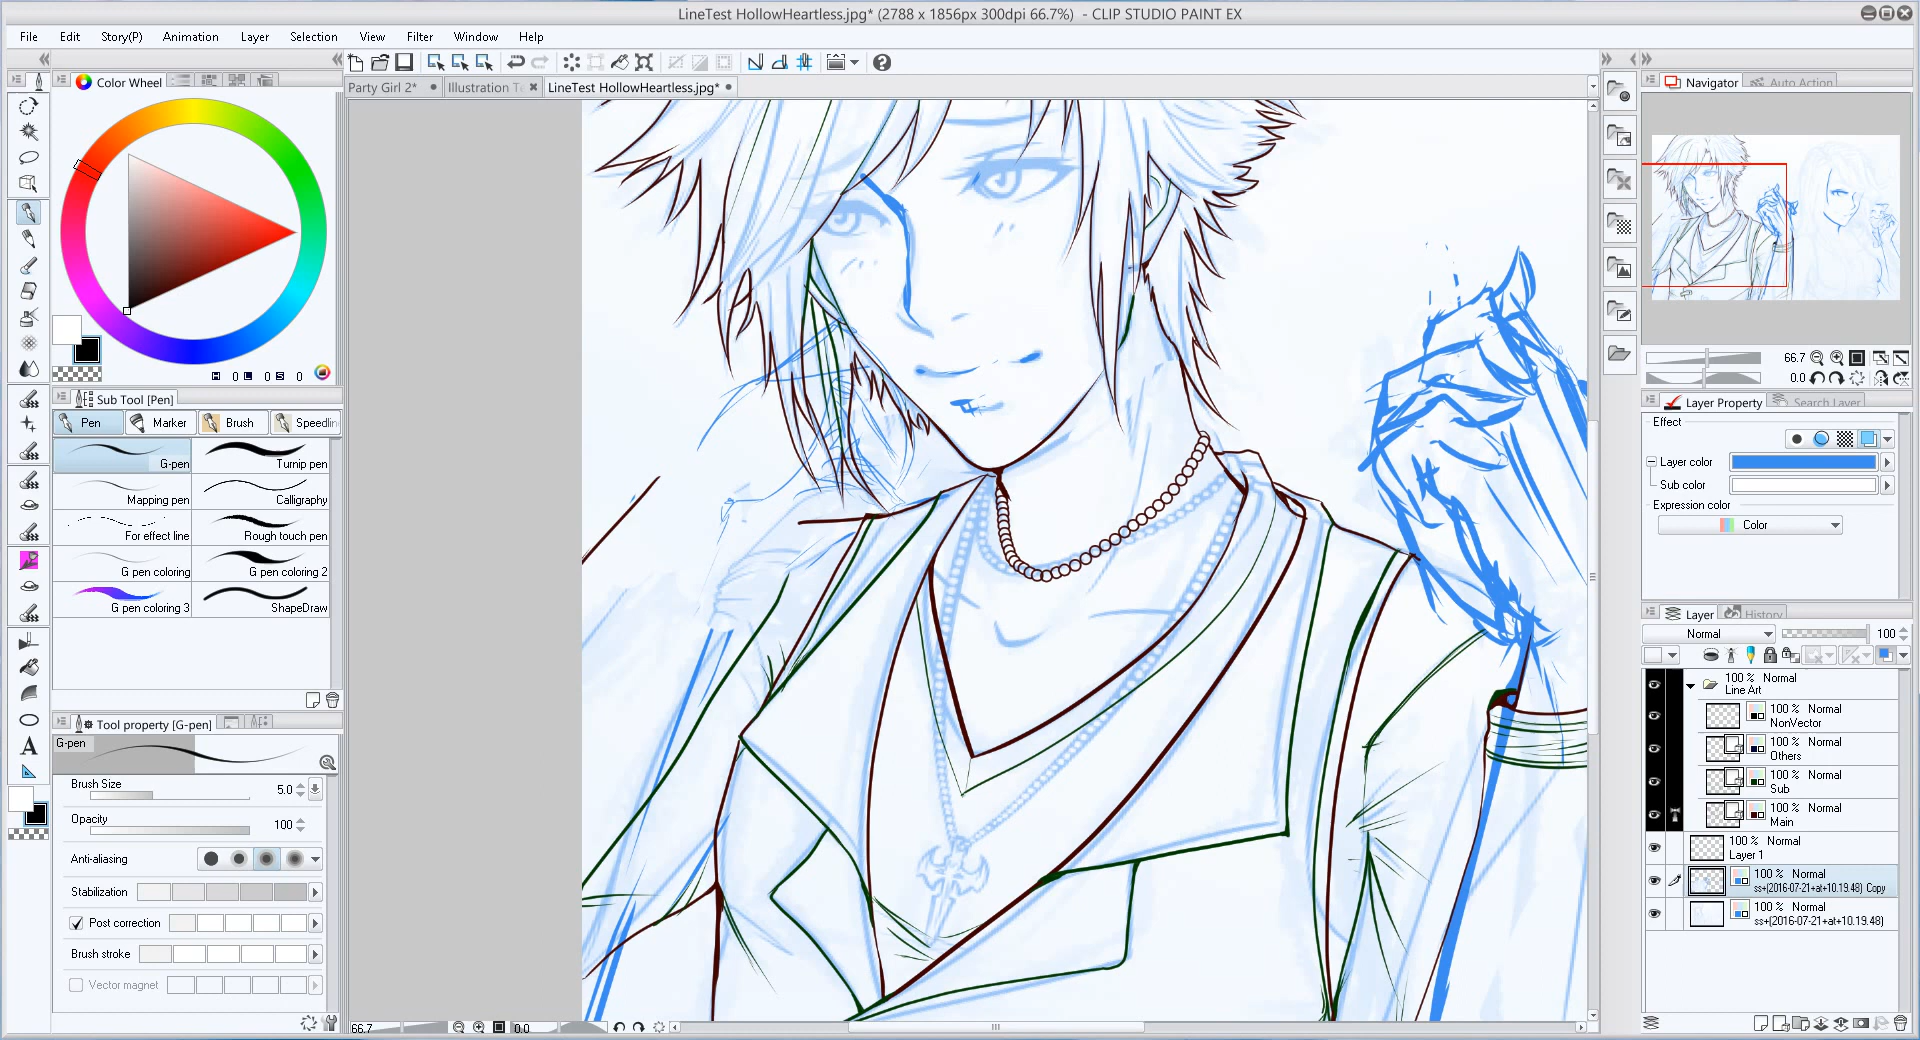 LineTest HollowHeartless.jpg* (2788 x 1856px 300dpi 66.7%) - CLIP STUDIO PAINT EX
File Edit Story(P) Animation Layer Selection View Filter Window Help
Color Wheel
Party Girl 2*
Illustration
LineTest HollowHeartless.jpg*
Navigator
Auto Action
H 0 L 0 S 0
Sub Tool [Pen]
Pen
Marker
Brush
G-pen
Turnip pen
Mapping pen
Calligraphy
For effect line
Rough touch pen
G pen coloring
G pen coloring 2
G pen coloring 3
ShapeDraw
Tool property [G-pen]
G-pen
Brush Size 5.0
Opacity 100
Anti-aliasing
Stabilization
Post correction
Brush stroke
Vector magnet
66.7
0.0
A
66.7
0.0
Layer Property
Search Layer
Effect
Layer color
Sub color
Expression color
Color
Layer
History
Normal 100
100 % Normal
Line Art
100 % Normal
NonVector
100 % Normal
Others
100 % Normal
Sub
100 % Normal
Main
100 % Normal
Layer 1
100 % Normal
ss+(2016-07-21+at+10.19.48) Copy
100 % Normal
ss+(2016-07-21+at+10.19.48)